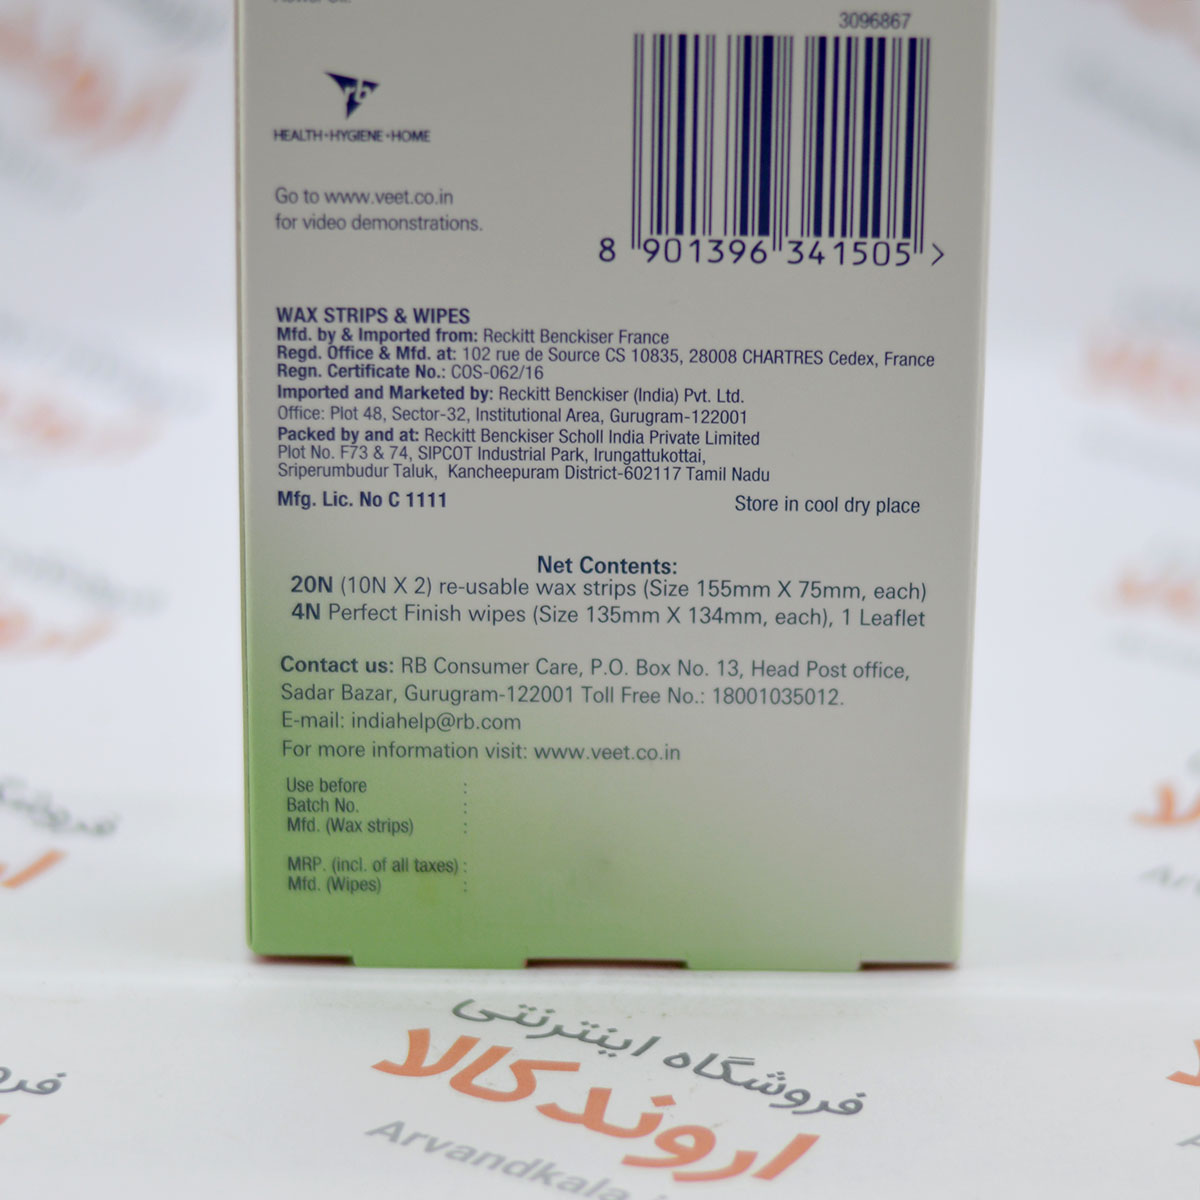 3096867
rb
HEALTH•HYGIENE•HOME
Go to www.veet.co.in
for video demonstrations.
8 901396 341505 >
WAX STRIPS & WIPES
Mfd. by & Imported from: Reckitt Benckiser France
Regd. Office & Mfd. at: 102 rue de Source CS 10835, 28008 CHARTRES Cedex, France
Regn. Certificate No.: COS-062/16
Imported and Marketed by: Reckitt Benckiser (India) Pvt. Ltd.
Office: Plot 48, Sector-32, Institutional Area, Gurugram-122001
Packed by and at: Reckitt Benckiser Scholl India Private Limited
Plot No. F73 & 74, SIPCOT Industrial Park, Irungattukottai,
Sriperumbudur Taluk, Kancheepuram District-602117 Tamil Nadu
Mfg. Lic. No C 1111
Store in cool dry place
Net Contents:
20N (10N X 2) re-usable wax strips (Size 155mm X 75mm, each)
4N Perfect Finish wipes (Size 135mm X 134mm, each), 1 Leaflet
Contact us: RB Consumer Care, P.O. Box No. 13, Head Post office,
Sadar Bazar, Gurugram-122001 Toll Free No.: 18001035012.
E-mail: indiahelp@rb.com
For more information visit: www.veet.co.in
Use before :
Batch No. :
Mfd. (Wax strips) :
MRP. (incl. of all taxes) :
Mfd. (Wipes) :
فروشگاه اینترنتی
اروند کالا
Arvandkala